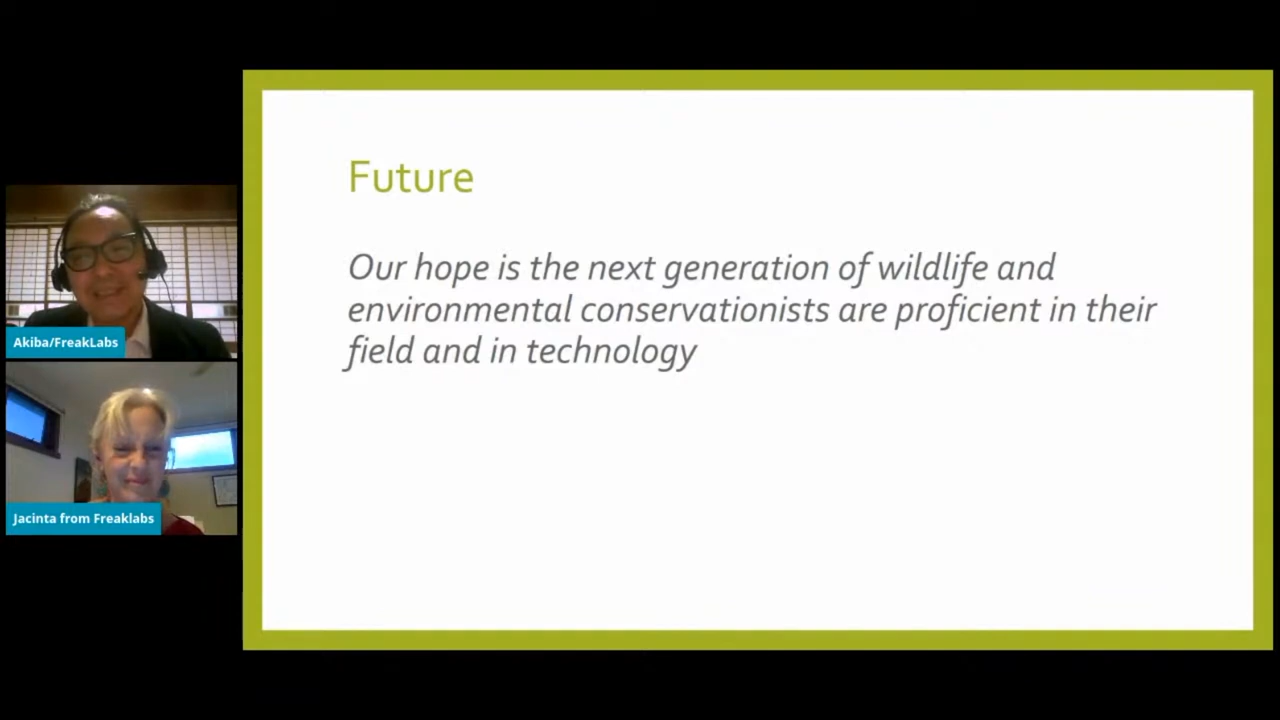 Future
Our hope is the next generation of wildlife and
environmental conservationists are proficient in their
field and in technology
Akiba/FreakLabs
Jacinta from Freaklabs